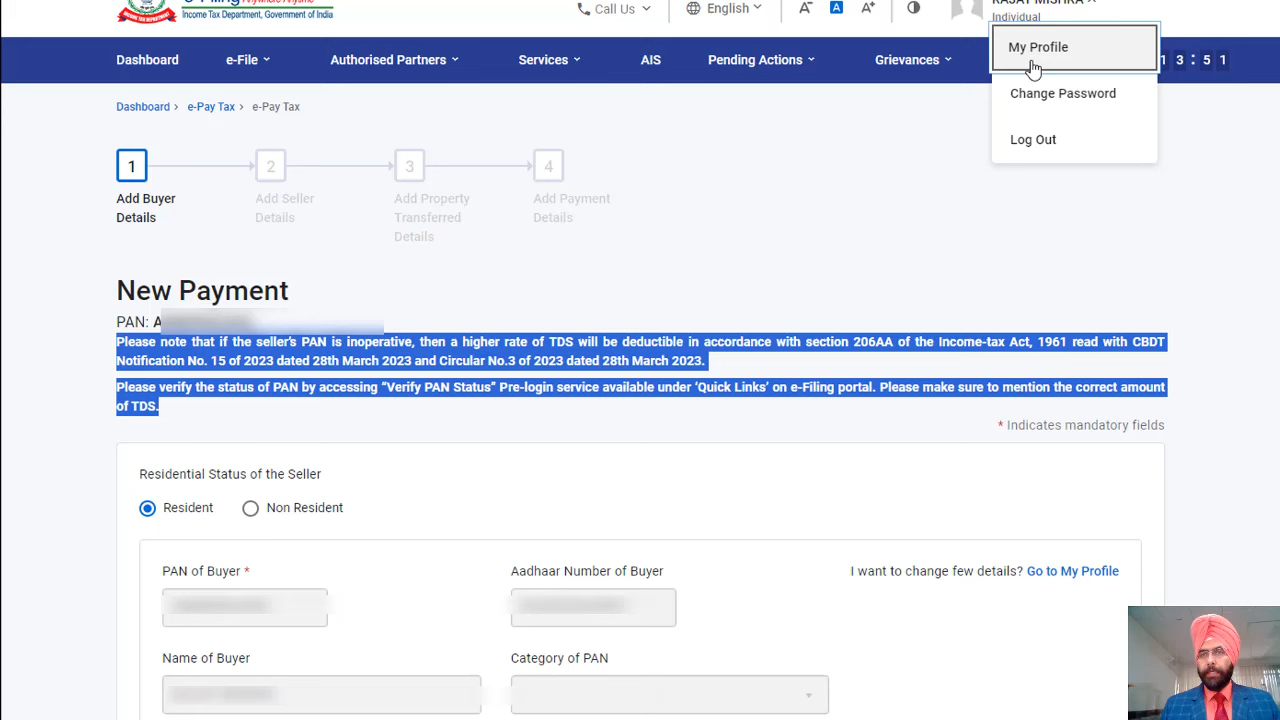 e-Filing Anywhere Anytime
Income Tax Department, Government of India
Call Us
English
A- A A+
RAJAT MISHRA
Individual
My Profile
Change Password
Log Out
Dashboard e-File Authorised Partners Services AIS Pending Actions Grievances 1 3 : 5 1
Dashboard > e-Pay Tax > e-Pay Tax
1 2 3 4
Add Buyer Details
Add Seller Details
Add Property Transferred Details
Add Payment Details
New Payment
PAN: A
Please note that if the seller's PAN is inoperative, then a higher rate of TDS will be deductible in accordance with section 206AA of the Income-tax Act, 1961 read with CBDT
Notification No. 15 of 2023 dated 28th March 2023 and Circular No.3 of 2023 dated 28th March 2023.
Please verify the status of PAN by accessing “Verify PAN Status” Pre-login service available under ‘Quick Links’ on e-Filing portal. Please make sure to mention the correct amount
of TDS.
* Indicates mandatory fields
Residential Status of the Seller
Resident Non Resident
PAN of Buyer *
Aadhaar Number of Buyer
I want to change few details? Go to My Profile
Name of Buyer
Category of PAN